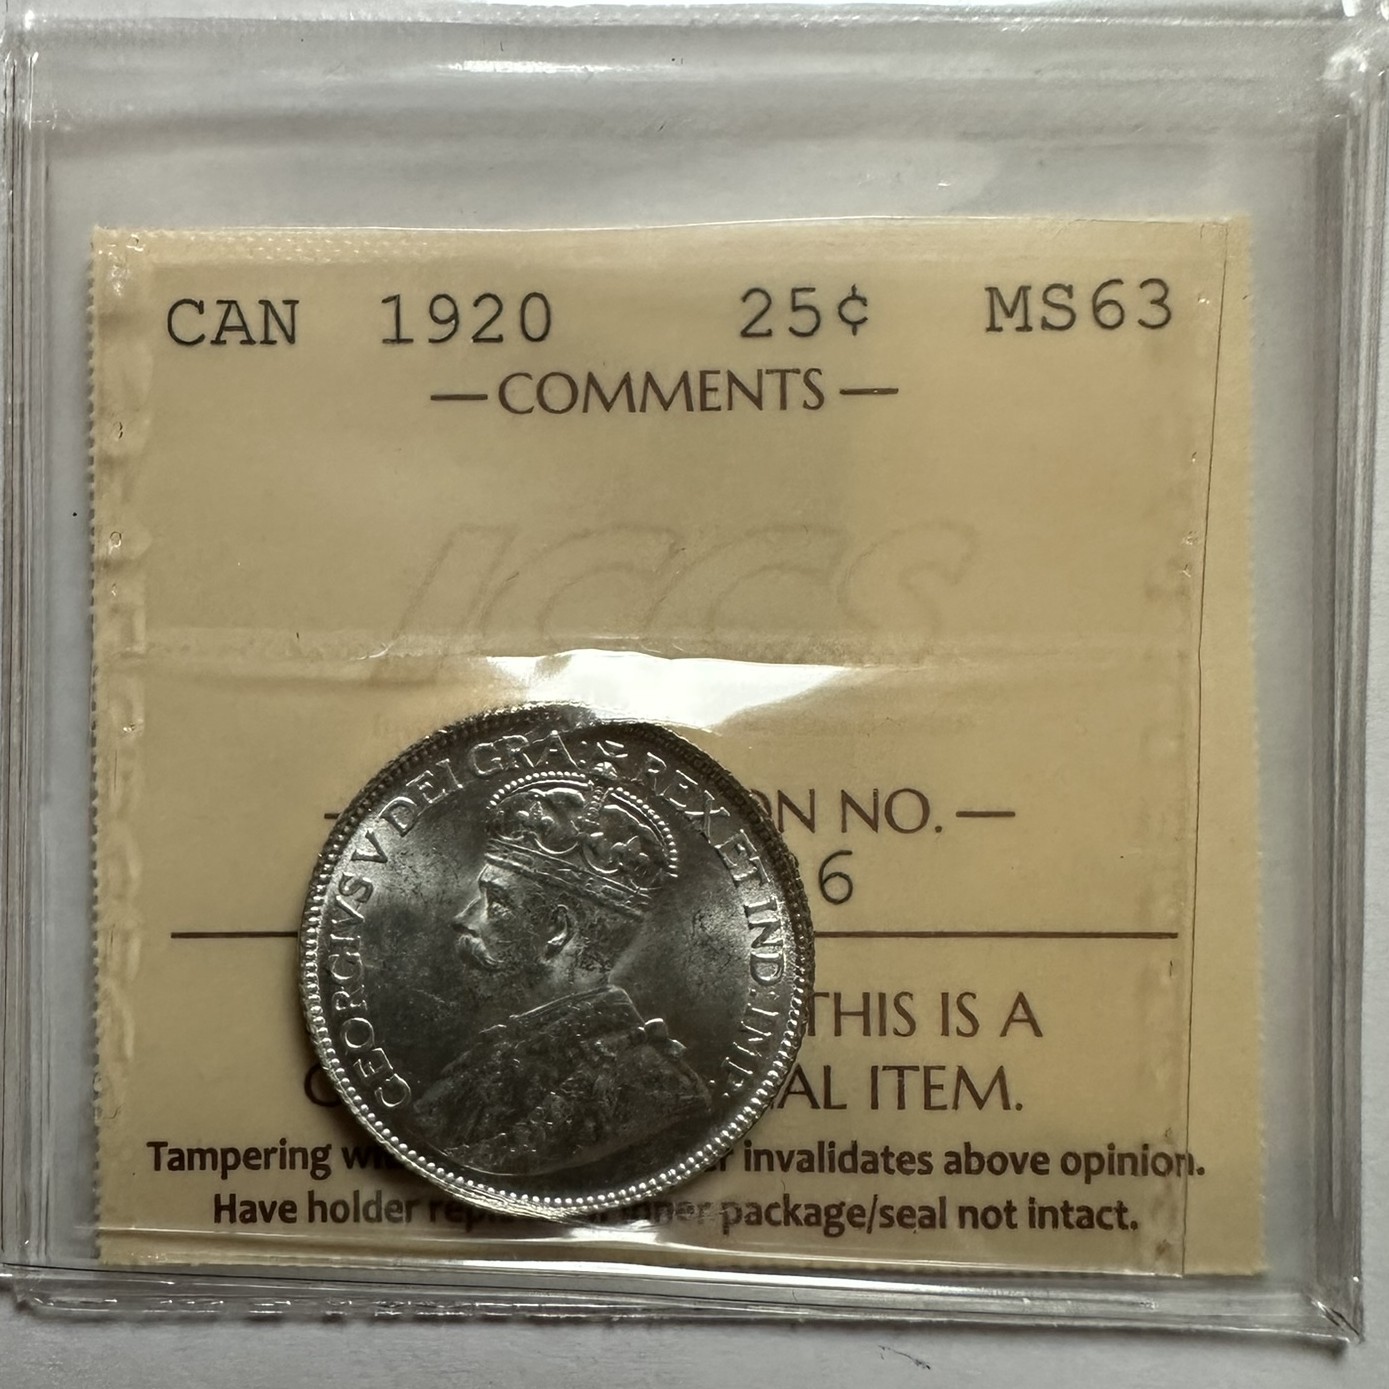 CAN 1920 25¢ MS63
—COMMENTS—
ICCS
GEORGIVS V DEI GRA: REX ET IND: IMP:
ON NO.—
6
THIS IS A
AL ITEM.
Tampering invalidates above opinion.
Have holder inner package/seal not intact.